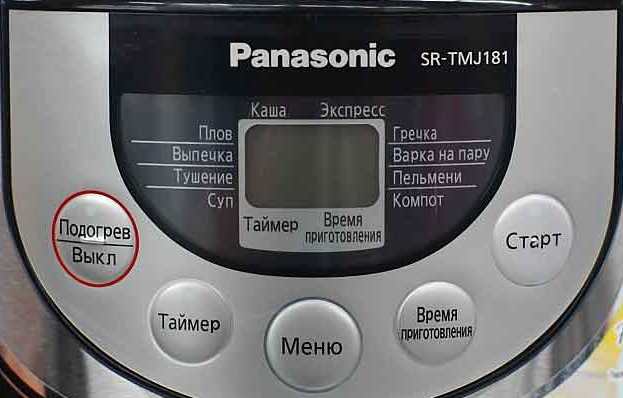 Panasonic SR-TMJ181
Каша Экспресс
Плов
Выпечка
Тушение
Суп
Гречка
Варка на пару
Пельмени
Компот
Таймер
Время
приготовления
Подогрев
Выкл
Таймер
Меню
Время
приготовления
Старт